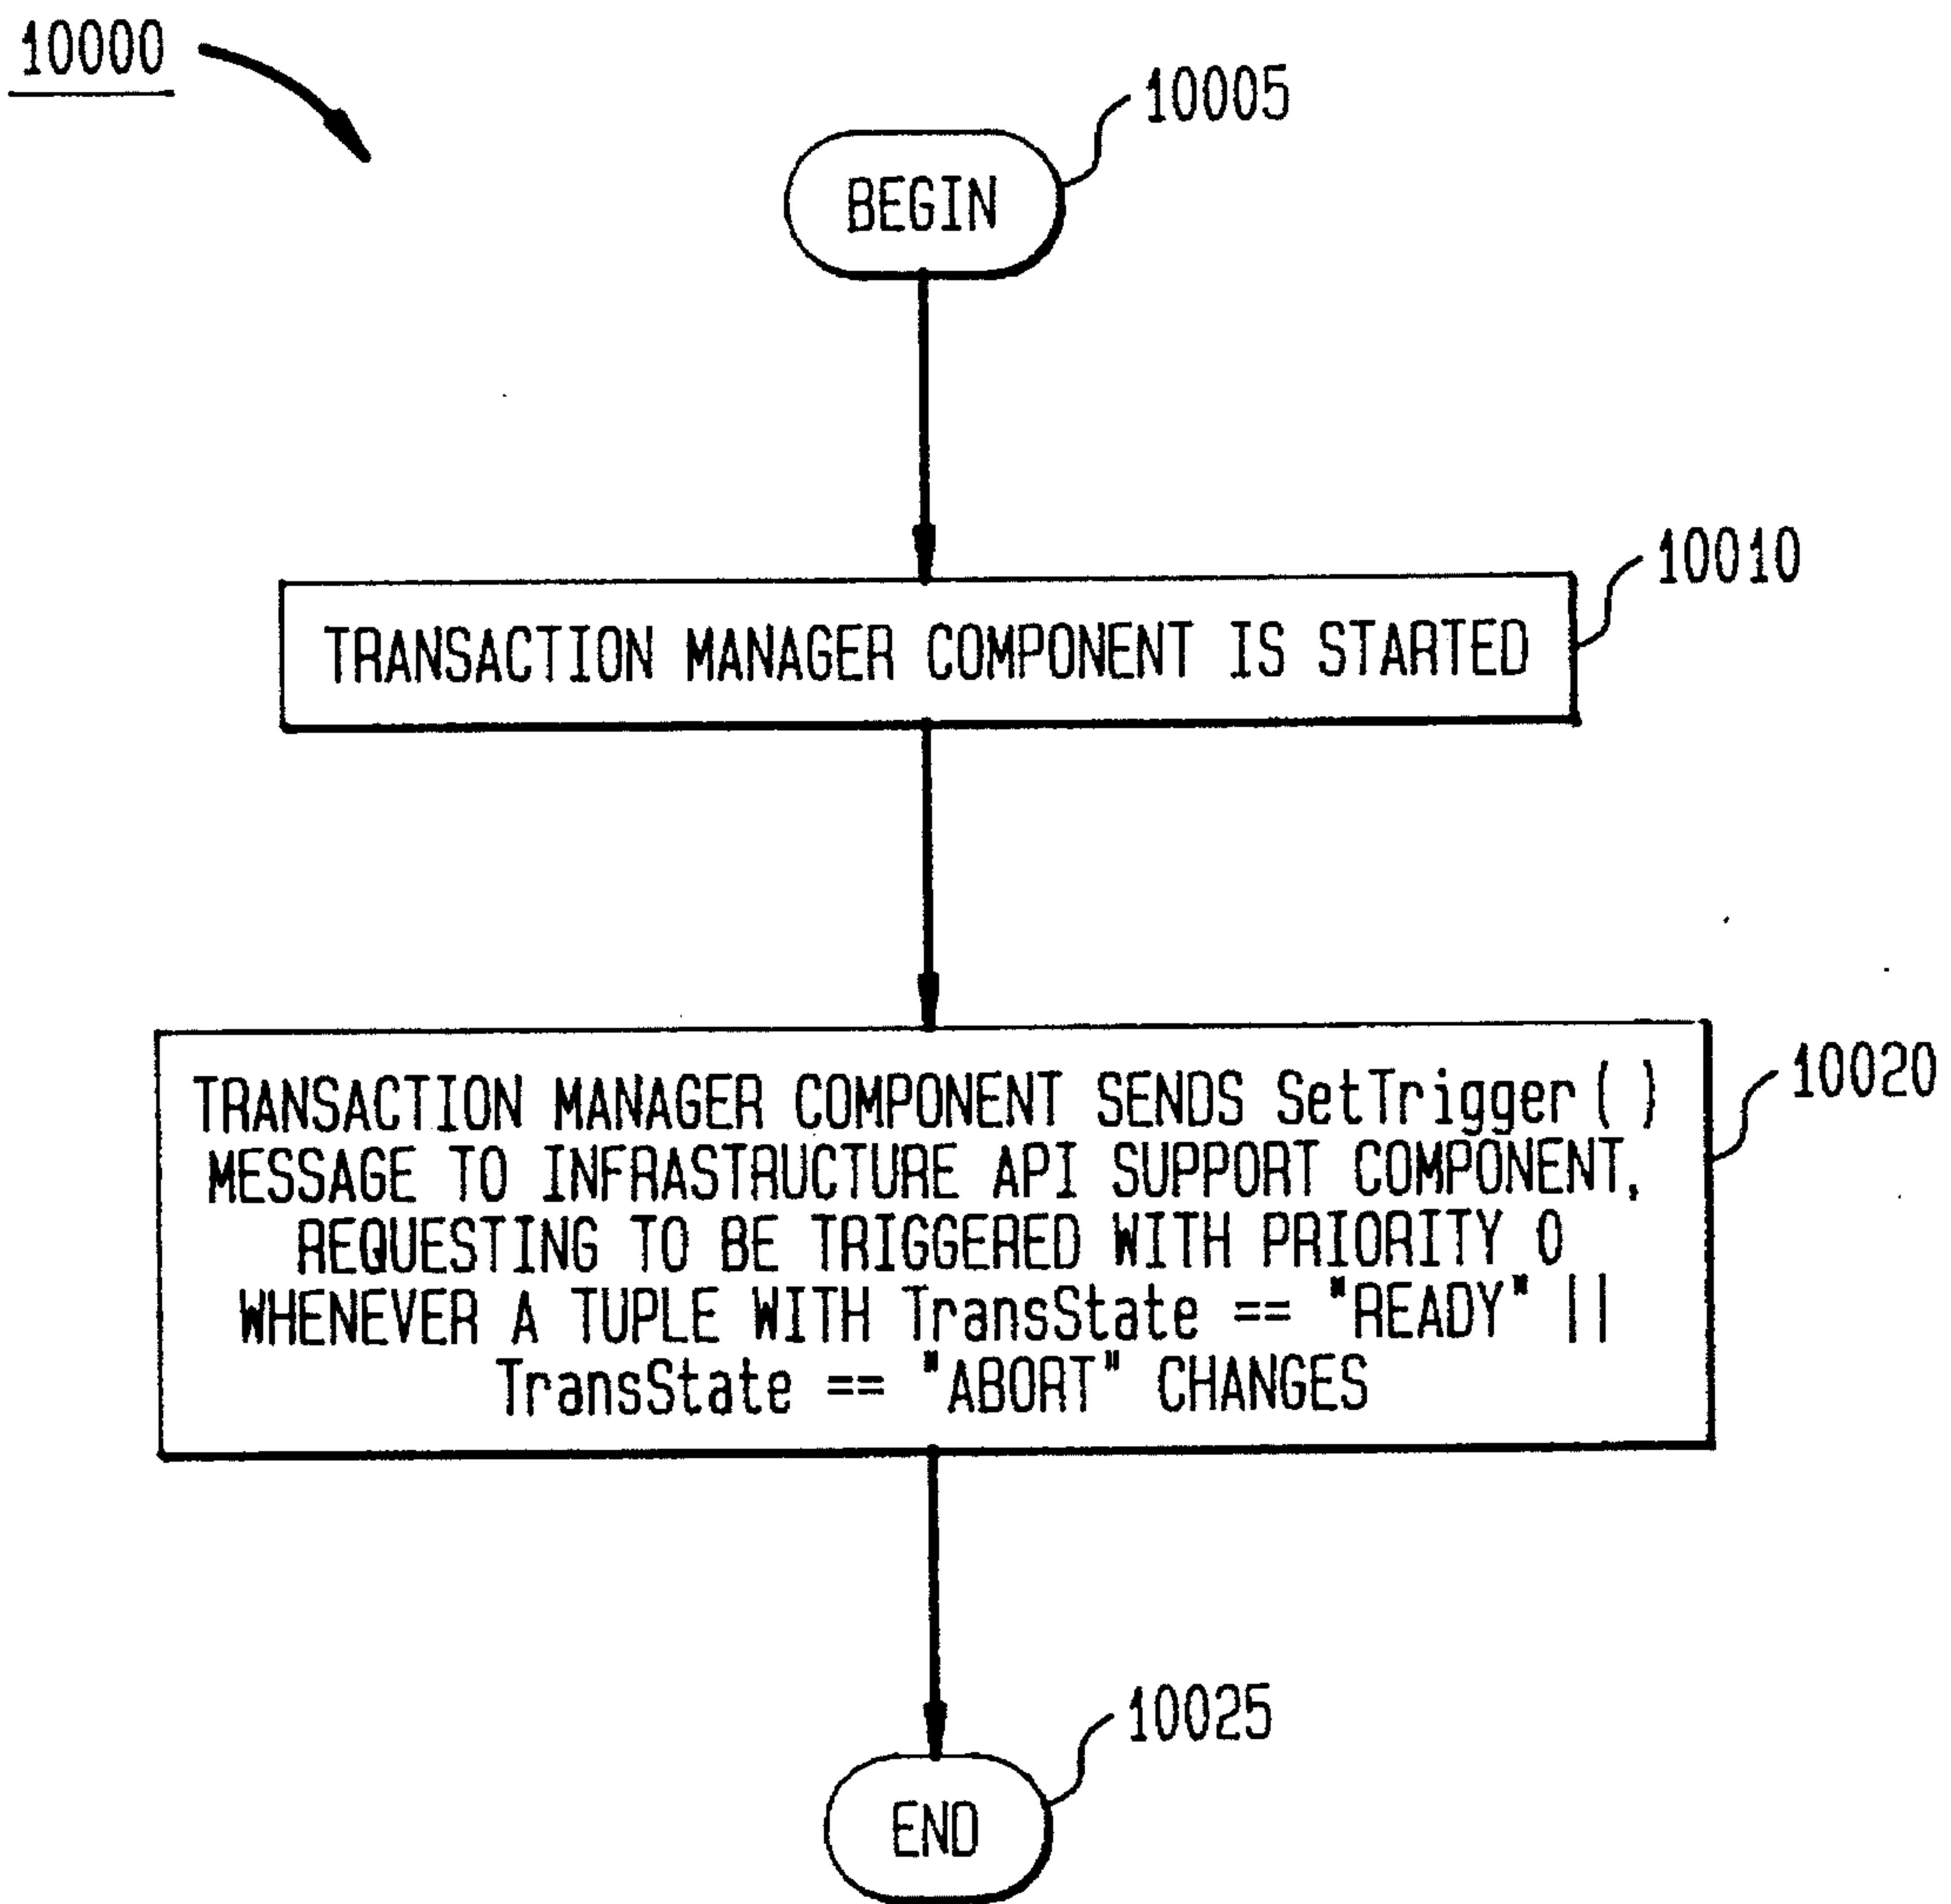 10000
10005
BEGIN
10010
TRANSACTION MANAGER COMPONENT IS STARTED
10020
TRANSACTION MANAGER COMPONENT SENDS SetTrigger( )
MESSAGE TO INFRASTRUCTURE API SUPPORT COMPONENT,
REQUESTING TO BE TRIGGERED WITH PRIORITY 0
WHENEVER A TUPLE WITH TransState == "READY" ||
TransState == "ABORT" CHANGES
10025
END